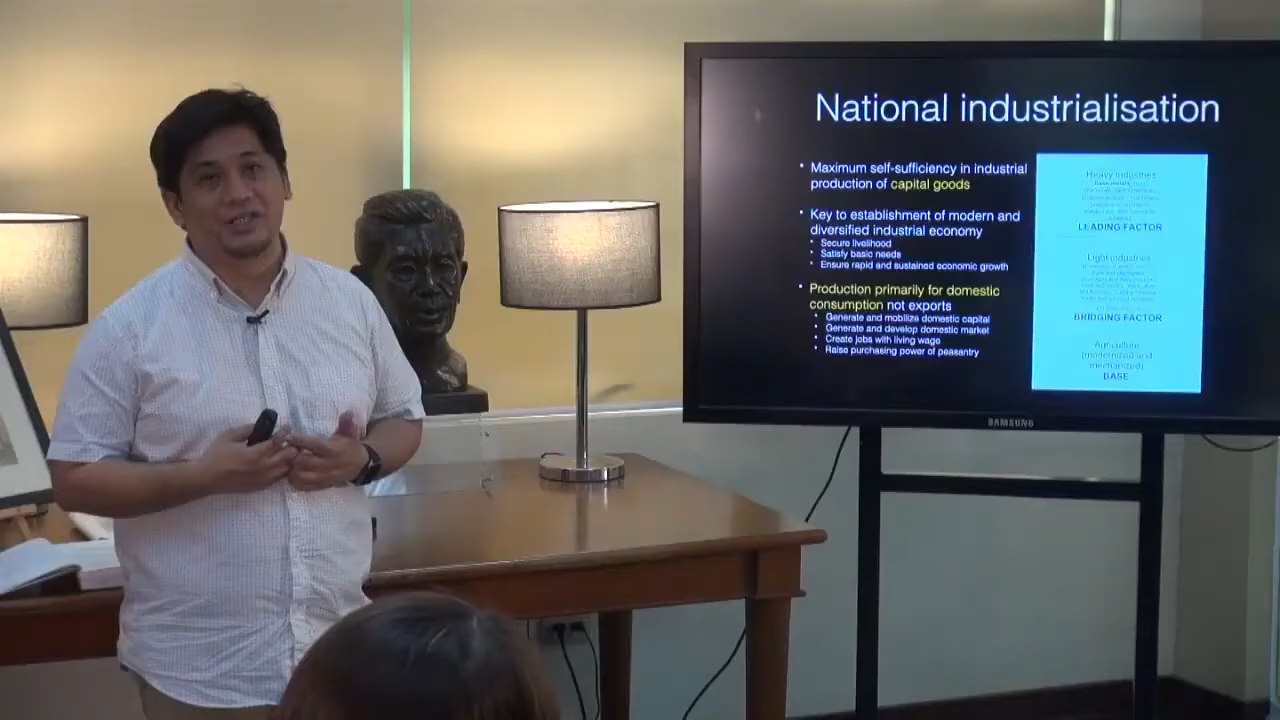 National industrialisation
• Maximum self-sufficiency in industrial
production of capital goods
• Key to establishment of modern and
diversified industrial economy
• Secure livelihood
• Satisfy basic needs
• Ensure rapid and sustained economic growth
• Production primarily for domestic
consumption not exports
• Generate and mobilize domestic capital
• Generate and develop domestic market
• Create jobs with living wage
• Raise purchasing power of peasantry
Heavy industries
LEADING FACTOR
Light industries
BRIDGING FACTOR
Agriculture
(modernized and
mechanized)
BASE
SAMSUNG